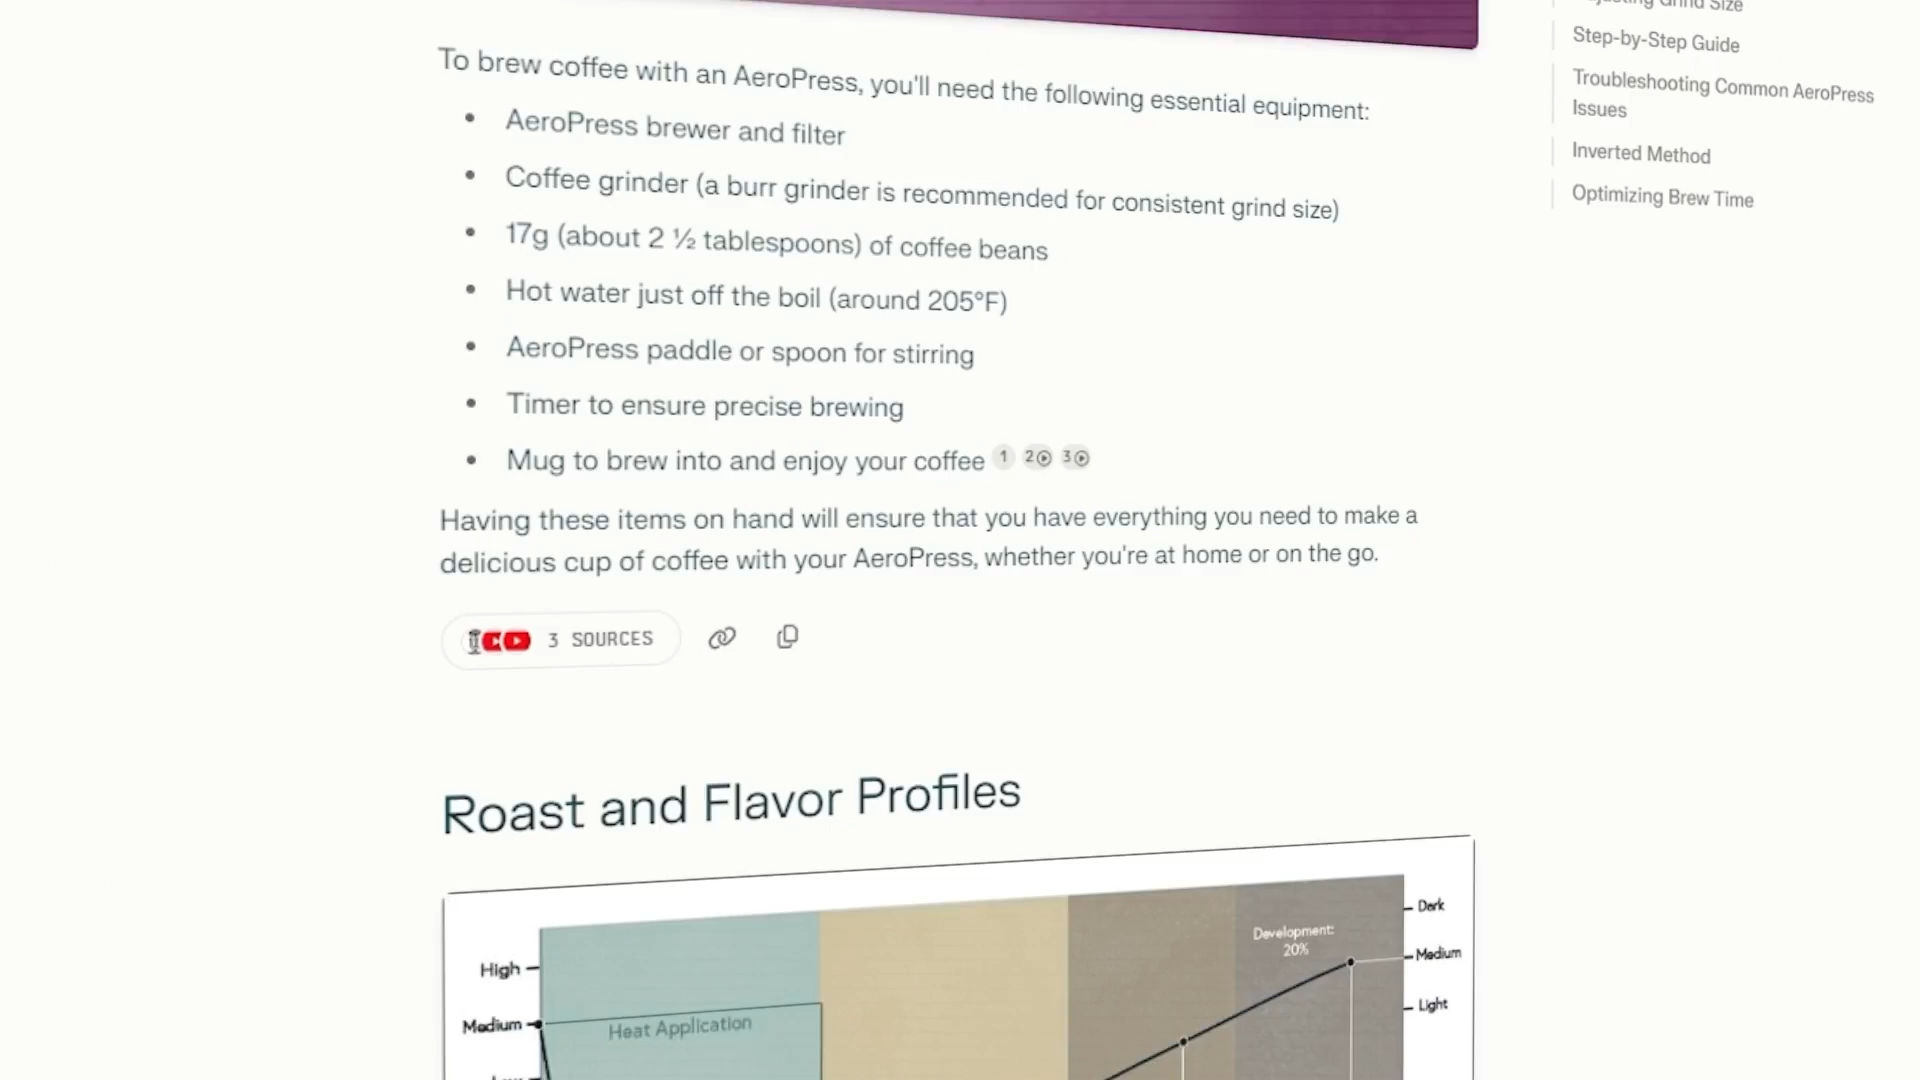 To brew coffee with an AeroPress, you'll need the following essential equipment:
• AeroPress brewer and filter
• Coffee grinder (a burr grinder is recommended for consistent grind size)
• 17g (about 2 ½ tablespoons) of coffee beans
• Hot water just off the boil (around 205°F)
• AeroPress paddle or spoon for stirring
• Timer to ensure precise brewing
• Mug to brew into and enjoy your coffee 1 2 3
Having these items on hand will ensure that you have everything you need to make a
delicious cup of coffee with your AeroPress, whether you're at home or on the go.
3 SOURCES
Roast and Flavor Profiles
High
Medium
Heat Application
Development:
20%
Dark
Medium
Light
Grind Size
Step-by-Step Guide
Troubleshooting Common AeroPress
Issues
Inverted Method
Optimizing Brew Time